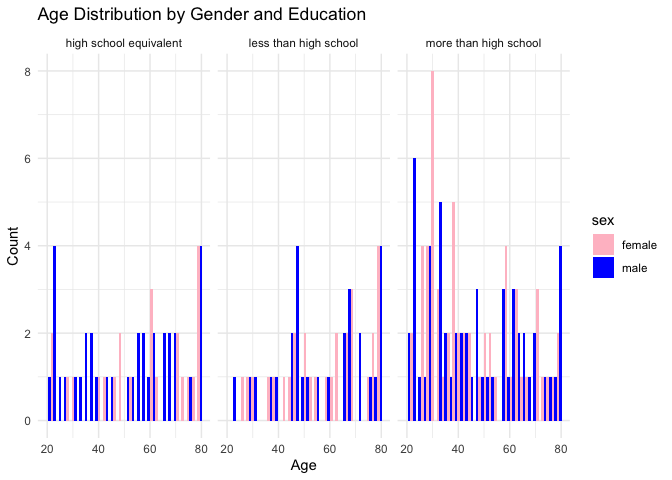 Age Distribution by Gender and Education
high school equivalent less than high school more than high school
8
6
4
2
0
Count
20 40 60 80 20 40 60 80 20 40 60 80
Age
sex
female
male